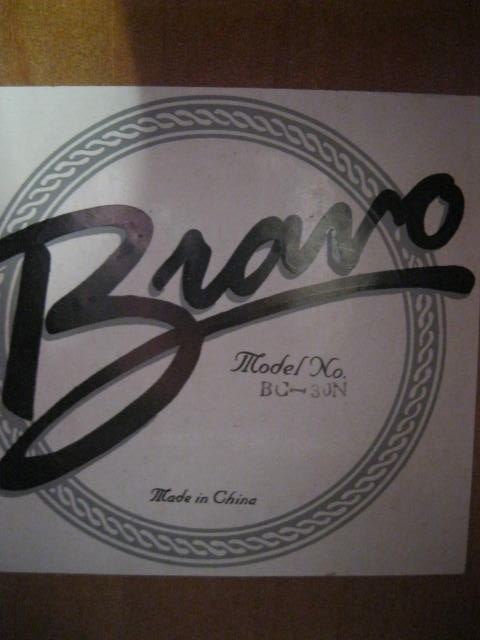 Bravo
Model No.
BC-30N
Made in China